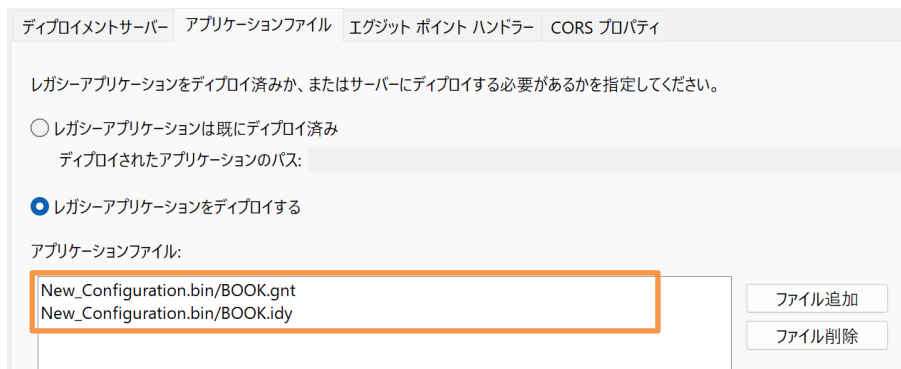 ディプロイメントサーバー アプリケーションファイル エグジット ポイント ハンドラー CORS プロパティ
レガシーアプリケーションをディプロイ済みか、またはサーバーにディプロイする必要があるかを指定してください。
レガシーアプリケーションは既にディプロイ済み
ディプロイされたアプリケーションのパス:
レガシーアプリケーションをディプロイする
アプリケーションファイル:
New_Configuration.bin/BOOK.gnt
New_Configuration.bin/BOOK.idy
ファイル追加
ファイル削除